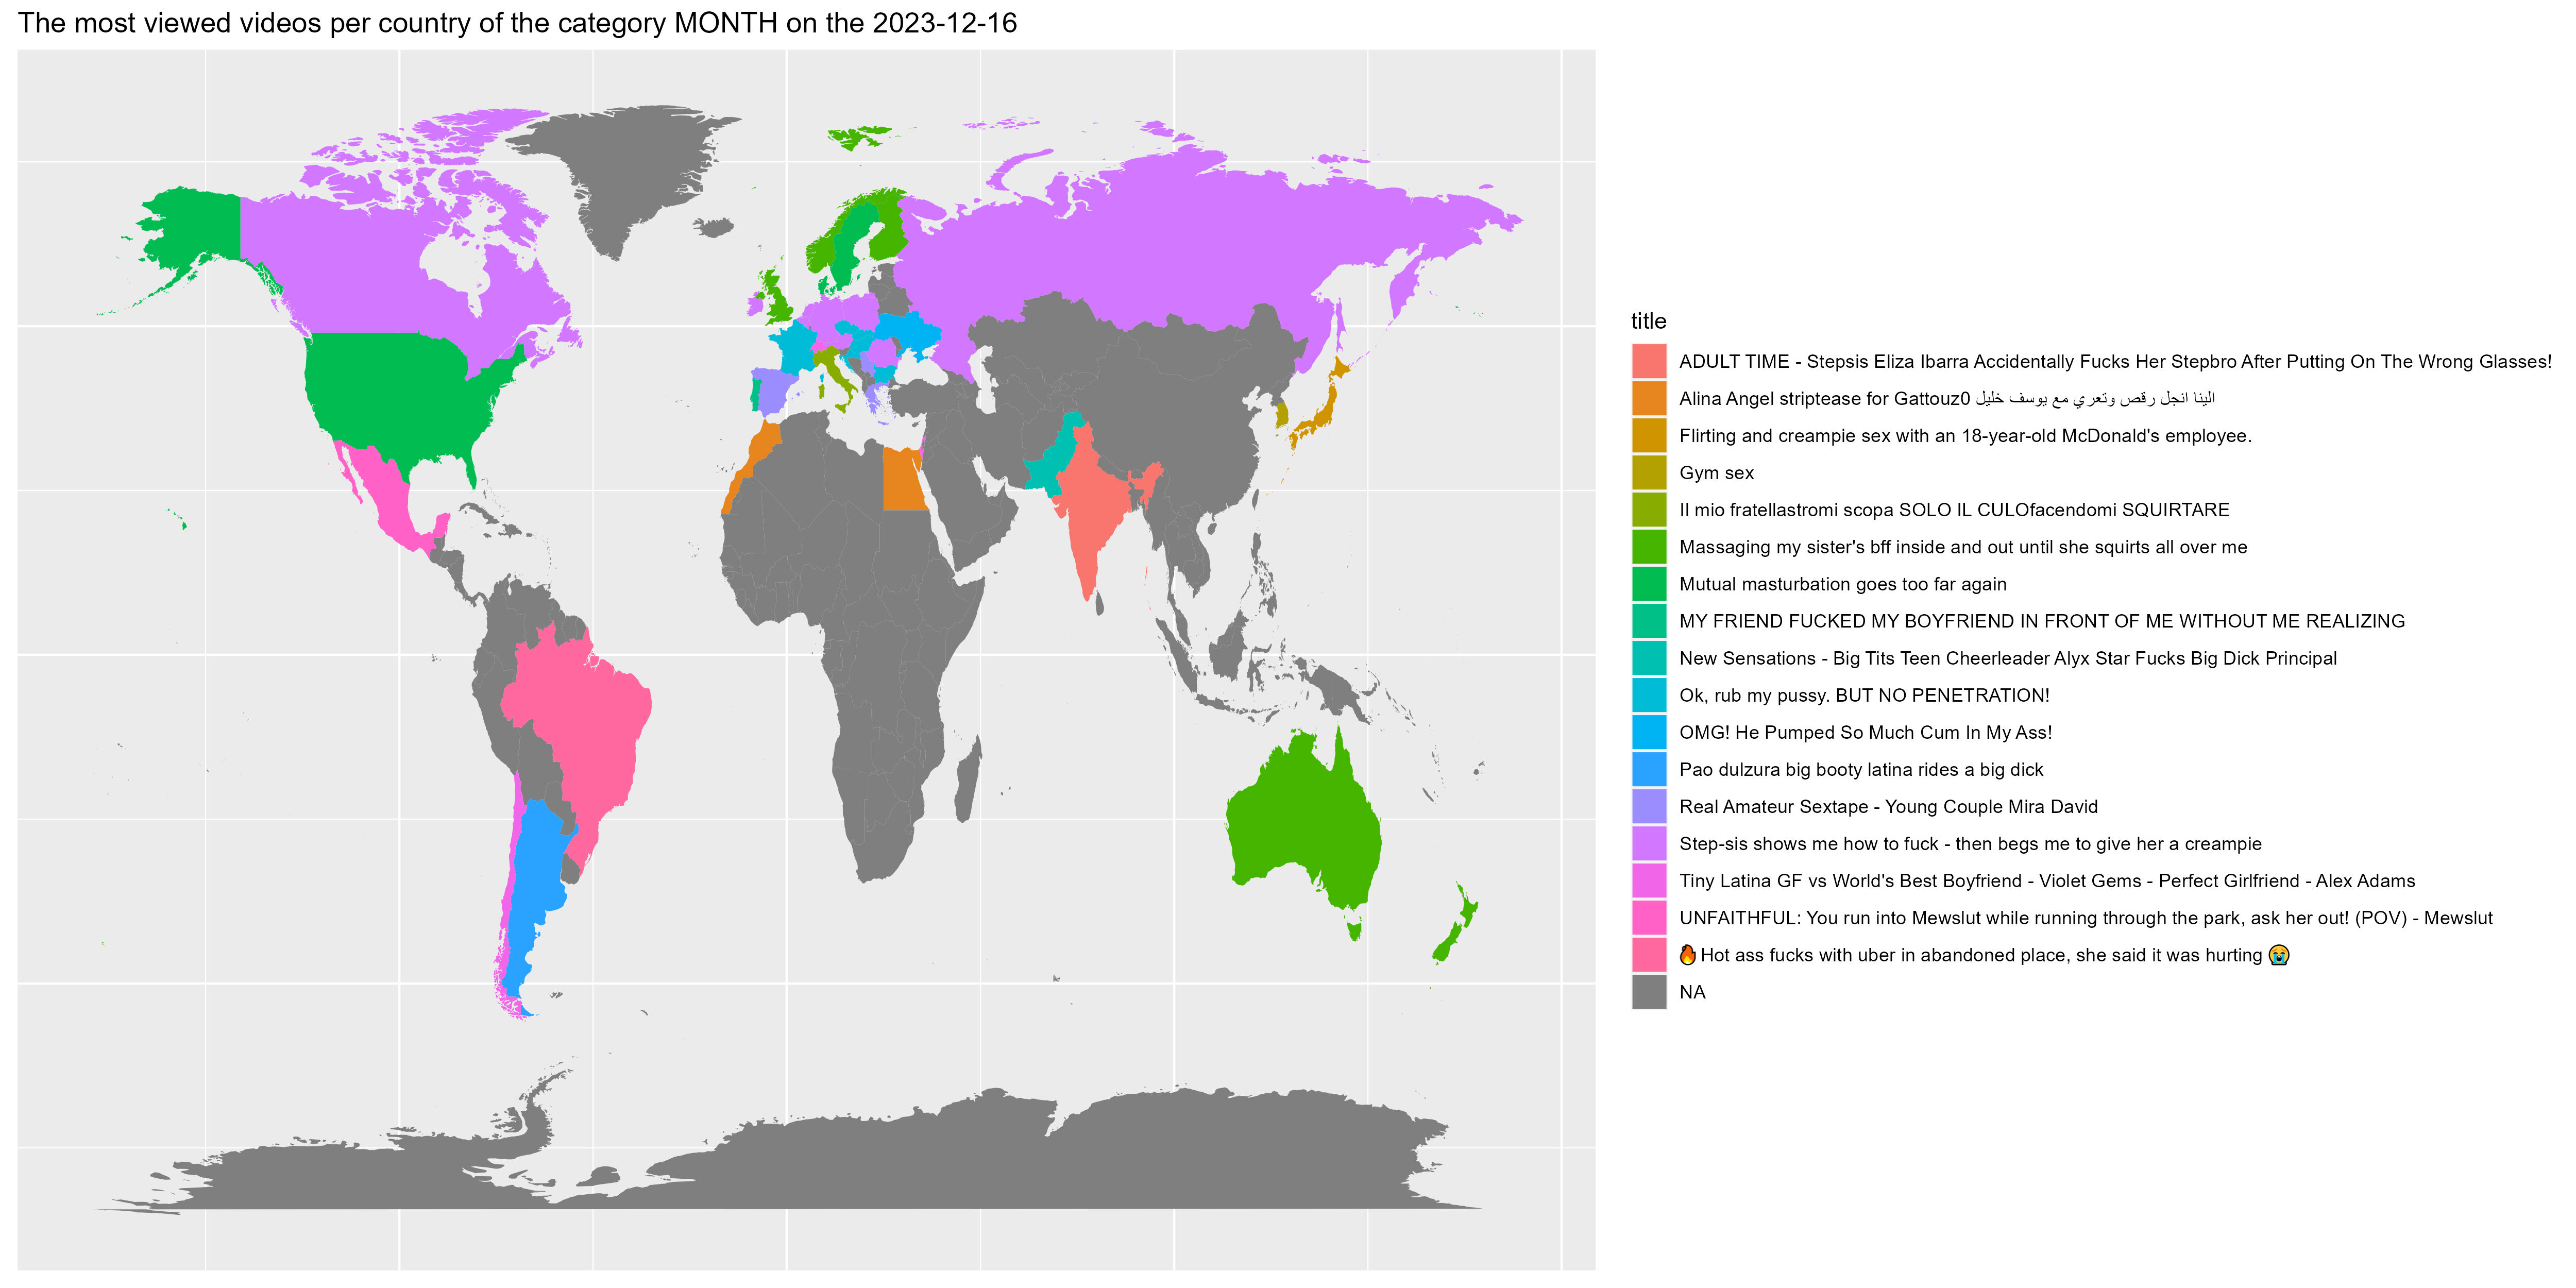 The most viewed videos per country of the category MONTH on the 2023-12-16
title
ADULT TIME - Stepsis Eliza Ibarra Accidentally Fucks Her Stepbro After Putting On The Wrong Glasses!
Alina Angel striptease for Gattouz0 الينا انجل رقص وتعري مع يوسف خليل
Flirting and creampie sex with an 18-year-old McDonald's employee.
Gym sex
Il mio fratellastromi scopa SOLO IL CULOfacendomi SQUIRTARE
Massaging my sister's bff inside and out until she squirts all over me
Mutual masturbation goes too far again
MY FRIEND FUCKED MY BOYFRIEND IN FRONT OF ME WITHOUT ME REALIZING
New Sensations - Big Tits Teen Cheerleader Alyx Star Fucks Big Dick Principal
Ok, rub my pussy. BUT NO PENETRATION!
OMG! He Pumped So Much Cum In My Ass!
Pao dulzura big booty latina rides a big dick
Real Amateur Sextape - Young Couple Mira David
Step-sis shows me how to fuck - then begs me to give her a creampie
Tiny Latina GF vs World's Best Boyfriend - Violet Gems - Perfect Girlfriend - Alex Adams
UNFAITHFUL: You run into Mewslut while running through the park, ask her out! (POV) - Mewslut
🔥 Hot ass fucks with uber in abandoned place, she said it was hurting 😭
NA